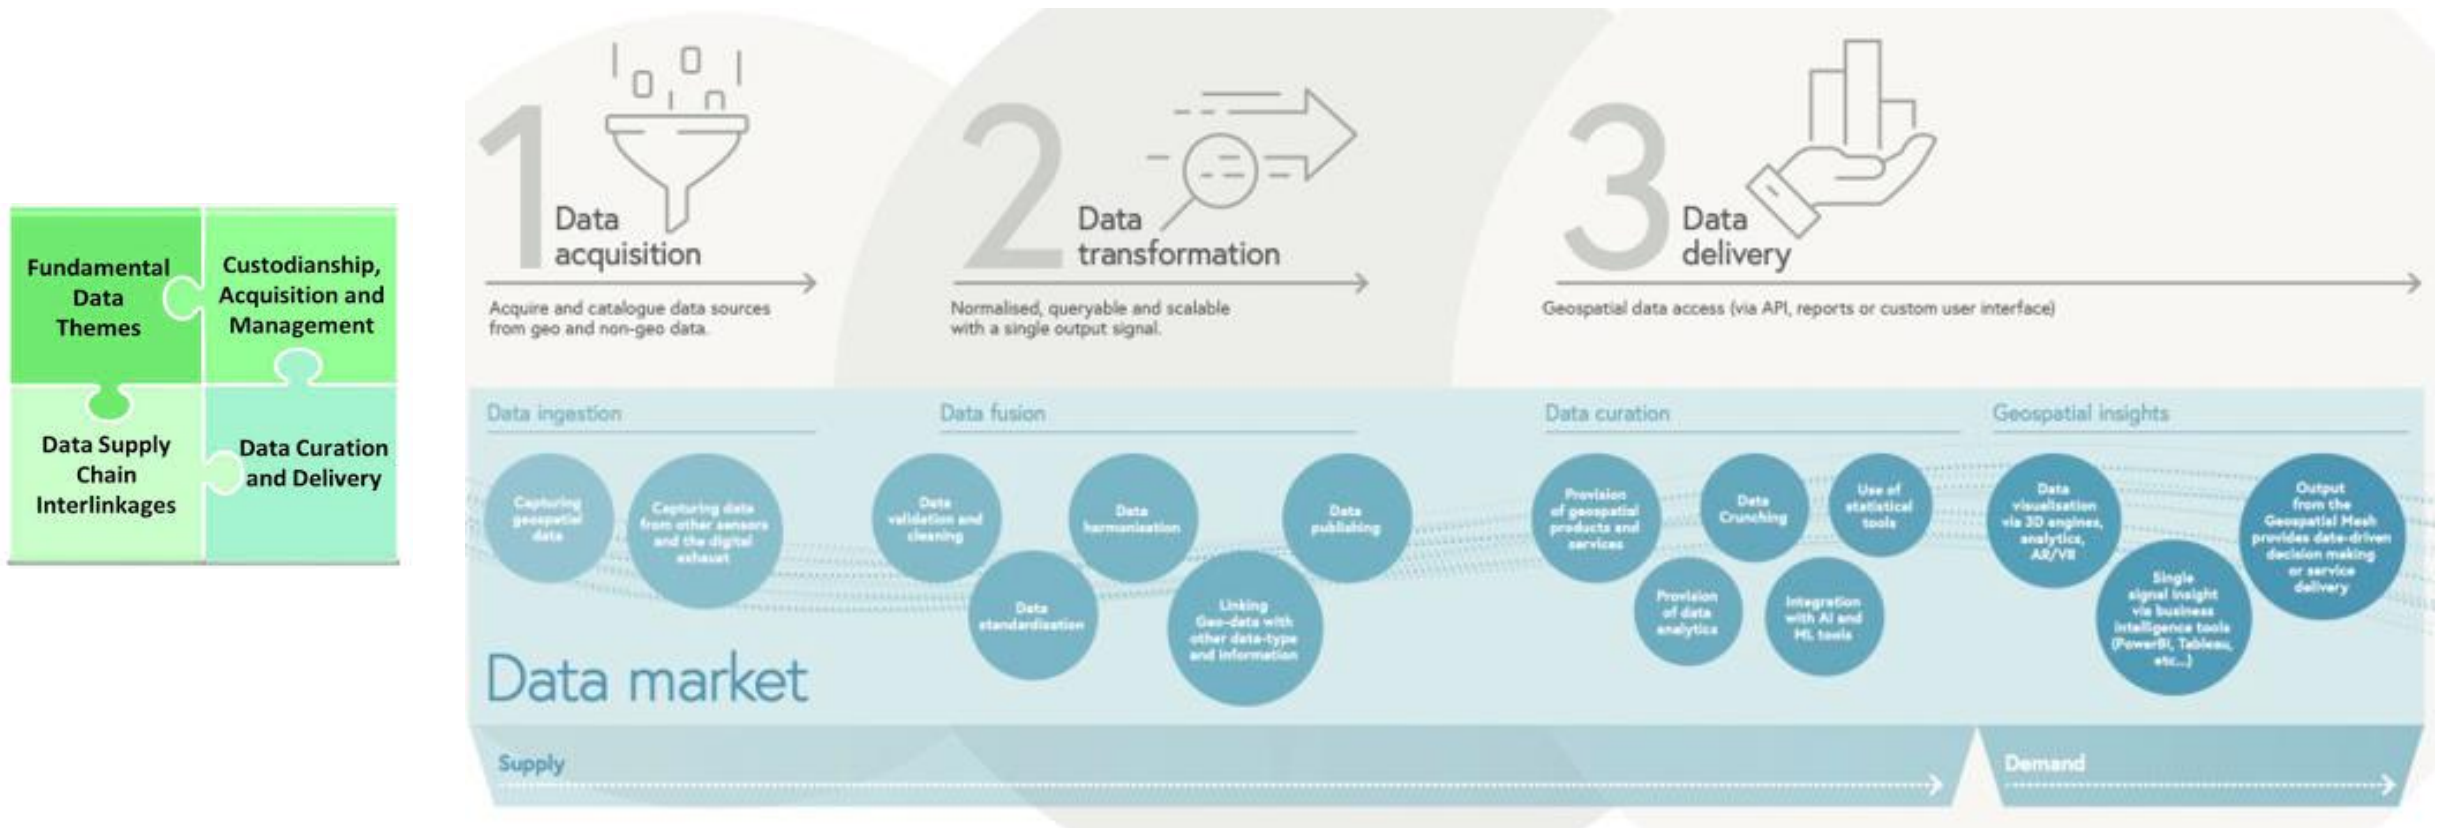 Fundamental
Data
Themes
Custodianship,
Acquisition and
Management
Data Supply
Chain
Interlinkages
Data Curation
and Delivery
1
Data
acquisition
Acquire and catalogue data sources
from geo and non-geo data.
2
Data
transformation
Normalised, queryable and scalable
with a single output signal.
3
Data
delivery
Geospatial data access (via API, reports or custom user interface)
Data ingestion
Capturing
geospatial
data
Capturing data
from other sensors
and the digital
exhaust
Data fusion
Data
validation and
cleaning
Data
standardisation
Data
harmonisation
Linking
Geo-data with
other data-type
and information
Data
publishing
Data curation
Provision
of geospatial
products and
services
Provision
of data
analytics
Data
Crunching
Integration
with AI and
ML tools
Use of
statistical
tools
Geospatial insights
Data
visualisation
via 3D engines,
analytics,
AR/VR
Single
signal insight
via business
intelligence tools
(PowerBI, Tableau,
etc...)
Output
from the
Geospatial Mesh
provides data-driven
decision making
or service
delivery
Data market
Supply
Demand